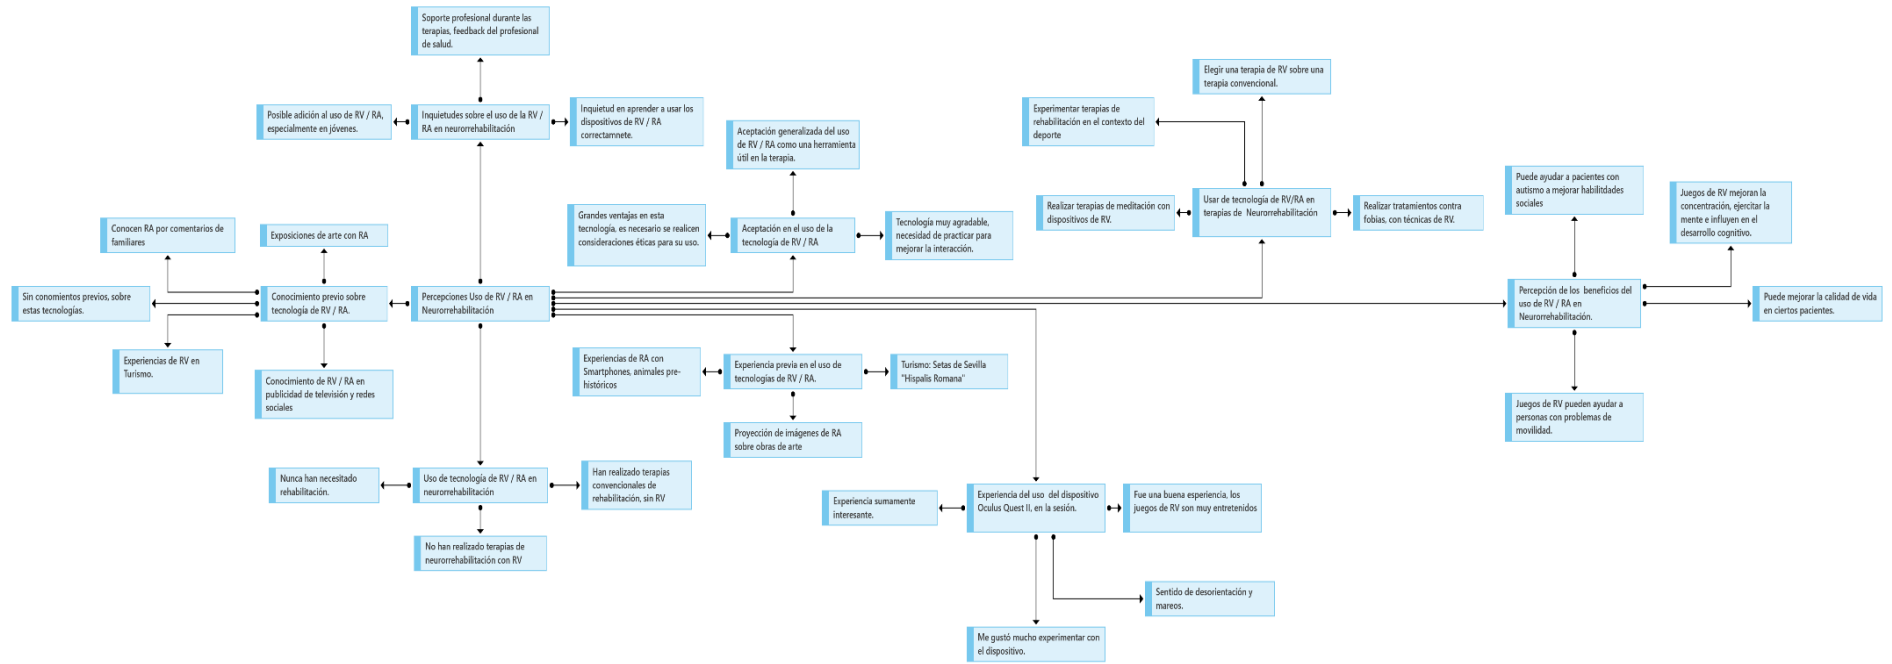 Soporte profesional durante las
terapias, feedback del profesional
de salud.
Posible adición al uso de RV / RA,
especialmente en jóvenes.
Inquietudes sobre el uso de la RV /
RA en neurorrehabilitación
Inquietud en aprender a usar los
dispositivos de RV / RA
correctamnete.
Conocen RA por comentarios de
familiares
Exposiciones de arte con RA
Sin conomientos previos, sobre
estas tecnologías.
Conocimiento previo sobre
tecnología de RV / RA.
Percepciones Uso de RV / RA en
Neurorrehabilitación
Experiencias de RV en
Turismo.
Conocimiento de RV / RA en
publicidad de televisión y redes
sociales
Nunca han necesitado
rehabilitación.
Uso de tecnología de RV / RA en
neurorrehabilitación
Han realizado terapias
convencionales de
rehabilitación, sin RV
No han realizado terapias de
neurorrehabilitación con RV
Aceptación generalizada del uso
de RV / RA como una herramienta
útil en la terapia.
Grandes ventajas en esta
tecnología, es necesario se realicen
consideraciones éticas para su uso.
Aceptación en el uso de la
tecnología de RV / RA
Tecnología muy agradable,
necesidad de practicar para
mejorar la interacción.
Experiencias de RA con
Smartphones, animales pre-
históricos
Experiencia previa en el uso de
tecnologías de RV / RA.
Turismo: Setas de Sevilla
"Hispalis Romana"
Proyección de imágenes de RA
sobre obras de arte
Elegir una terapia de RV sobre una
terapia convencional.
Experimentar terapias de
rehabilitación en el contexto del
deporte
Realizar terapias de meditación con
dispositivos de RV.
Usar de tecnología de RV/RA en
terapias de Neurorrehabilitación
Realizar tratamientos contra
fobias, con técnicas de RV.
Experiencia sumamente
interesante.
Experiencia del uso del dispositivo
Oculus Quest II, en la sesión.
Fue una buena esperiencia, los
juegos de RV son muy entretenidos
Sentido de desorientación y
mareos.
Me gustó mucho experimentar con
el dispositivo.
Puede ayudar a pacientes con
autismo a mejorar habilitdades
sociales
Juegos de RV mejoran la
concentración, ejercitar la
mente e influyen en el
desarrollo cognitivo.
Percepción de los beneficios del
uso de RV / RA en
Neurorrehabilitación.
Puede mejorar la calidad de vida
en ciertos pacientes.
Juegos de RV pueden ayudar a
personas con problemas de
movilidad.